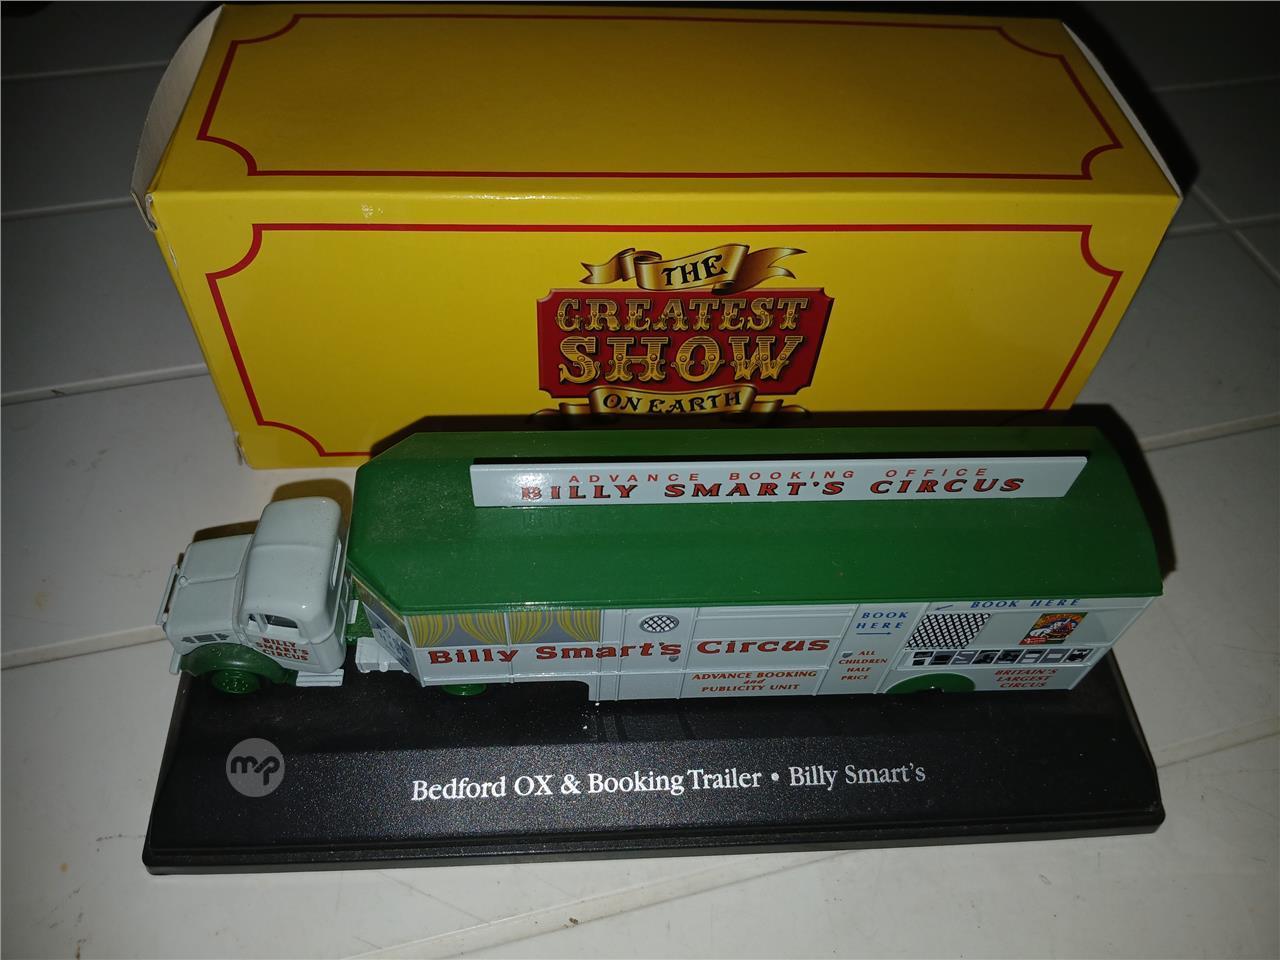 THE
GREATEST
SHOW
ON EARTH
ADVANCE BOOKING OFFICE
BILLY SMART'S CIRCUS
BILLY
SMART'S
CIRCUS
Billy Smart's Circus
ADVANCE BOOKING
and
PUBLICITY UNIT
BOOK
HERE
ALL
CHILDREN
HALF
PRICE
BOOK HERE
BRITAIN'S
LARGEST
CIRCUS
mp
Bedford OX & Booking Trailer • Billy Smart's